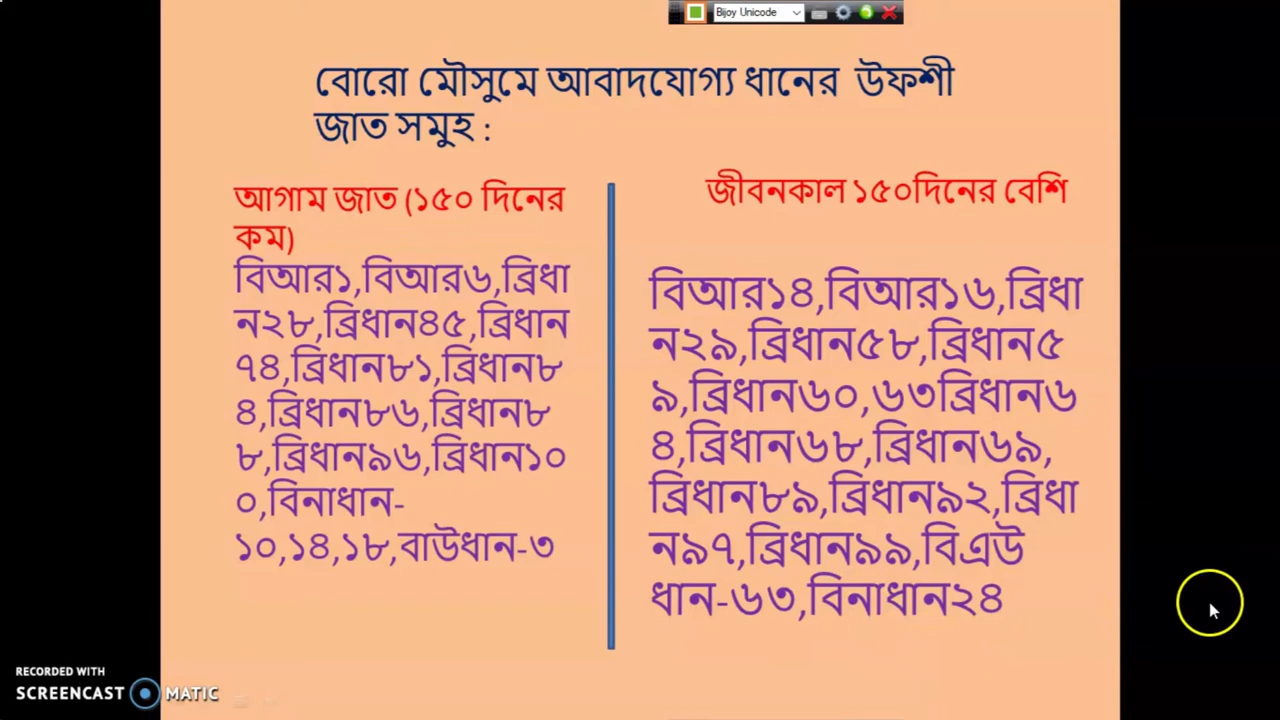 Bijoy Unicode
বোরো মৌসুমে আবাদযোগ্য ধানের উফশী
জাত সমুহ :
আগাম জাত (১৫০ দিনের
কম)
বিআর১,বিআর৬,ব্রিধা
ন২৮,ব্রিধান৪৫,ব্রিধান
৭৪,ব্রিধান৮১,ব্রিধান৮
৪,ব্রিধান৮৬,ব্রিধান৮
৮,ব্রিধান৯৬,ব্রিধান১০
০,বিনাধান-
১০,১৪,১৮,বাউধান-৩
জীবনকাল ১৫০দিনের বেশি
বিআর১৪,বিআর১৬,ব্রিধা
ন২৯,ব্রিধান৫৮,ব্রিধান৫
৯,ব্রিধান৬০,৬৩ব্রিধান৬
৪,ব্রিধান৬৮,ব্রিধান৬৯,
ব্রিধান৮৯,ব্রিধান৯২,ব্রিধা
ন৯৭,ব্রিধান৯৯,বিএউ
ধান-৬৩,বিনাধান২৪
RECORDED WITH
SCREENCAST MATIC